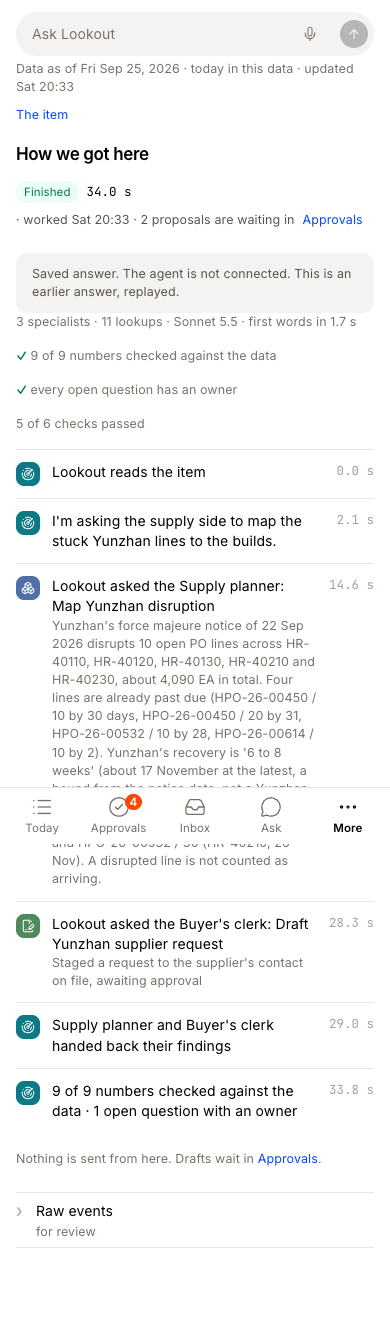 Ask Lookout
Data as of Fri Sep 25, 2026 · today in this data · updated
Sat 20:33
The item
How we got here
Finished 34.0 s
· worked Sat 20:33 · 2 proposals are waiting in Approvals
Saved answer. The agent is not connected. This is an
earlier answer, replayed.
3 specialists · 11 lookups · Sonnet 5.5 · first words in 1.7 s
9 of 9 numbers checked against the data
every open question has an owner
5 of 6 checks passed
Lookout reads the item 0.0 s
I'm asking the supply side to map the 2.1 s
stuck Yunzhan lines to the builds.
Lookout asked the Supply planner: 14.6 s
Map Yunzhan disruption
Yunzhan's force majeure notice of 22 Sep
2026 disrupts 10 open PO lines across HR-
40110, HR-40120, HR-40130, HR-40210 and
HR-40230, about 4,090 EA in total. Four
lines are already past due (HPO-26-00450 /
10 by 30 days, HPO-26-00450 / 20 by 31,
HPO-26-00532 / 10 by 28, HPO-26-00614 /
10 by 2). Yunzhan's recovery is '6 to 8
weeks' (about 17 November at the latest, a
4
Today Approvals Inbox Ask More
Nov). A disrupted line is not counted as
arriving.
Lookout asked the Buyer's clerk: Draft 28.3 s
Yunzhan supplier request
Staged a request to the supplier's contact
on file, awaiting approval
Supply planner and Buyer's clerk 29.0 s
handed back their findings
9 of 9 numbers checked against the 33.8 s
data · 1 open question with an owner
Nothing is sent from here. Drafts wait in Approvals.
Raw events
for review